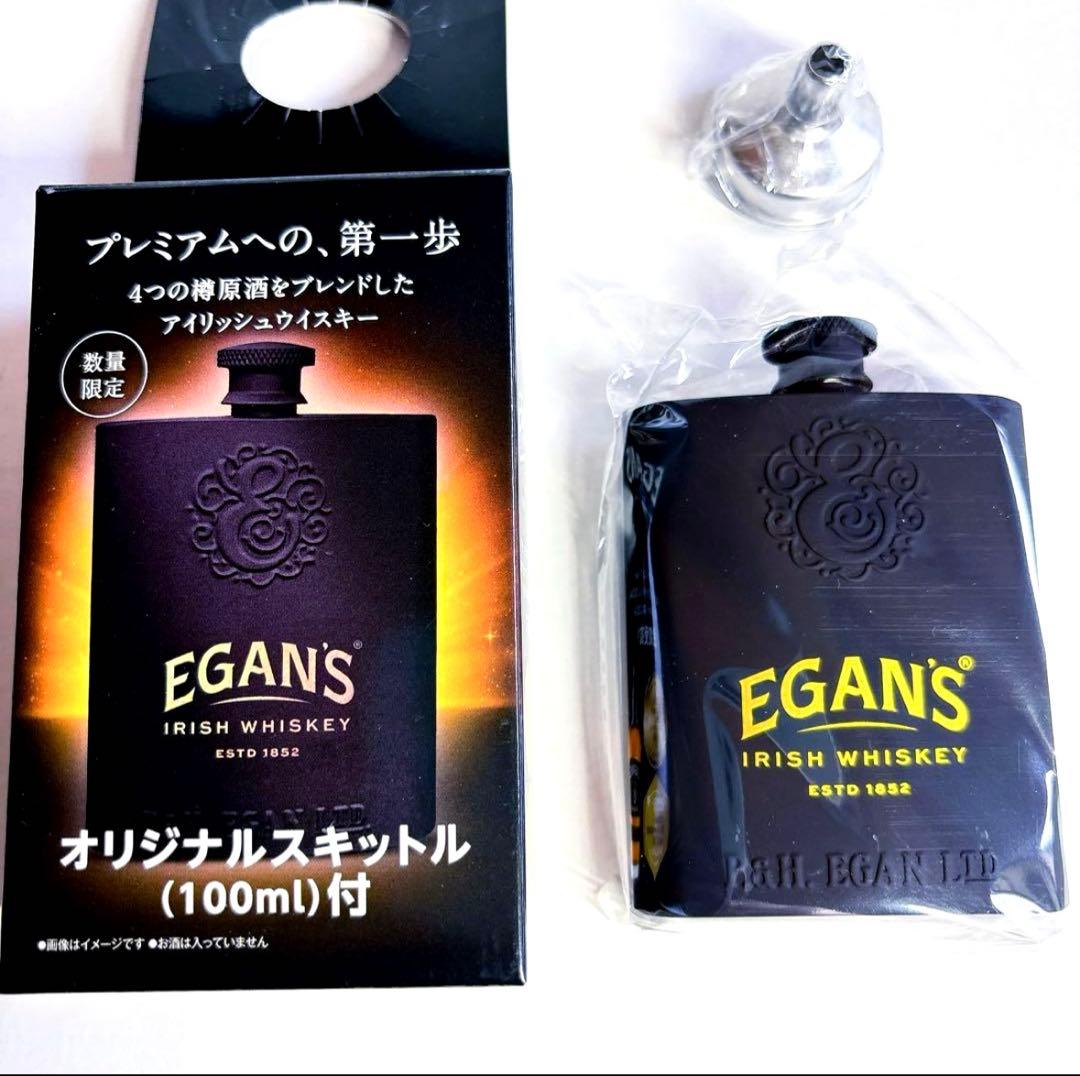 プレミアムへの、第一歩
4つの樽原酒をブレンドした
アイリッシュウイスキー
数量
限定
EGAN'S®
IRISH WHISKEY
ESTD 1852
オリジナルスキットル
(100ml)付
●画像はイメージです ●お酒は入っていません
EGAN'S®
IRISH WHISKEY
ESTD 1852
P.&H. EGAN LTD